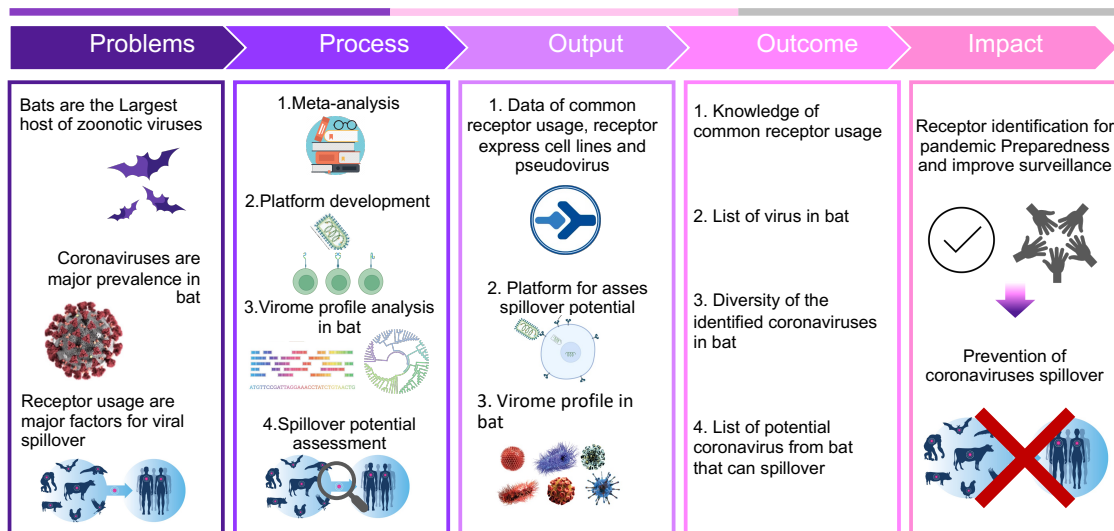 Problems
Process
Output
Outcome
Impact
Bats are the Largest
host of zoonotic viruses
Coronaviruses are
major prevalence in
bat
Receptor usage are
major factors for viral
spillover
1.Meta-analysis
2.Platform development
3.Virome profile analysis
in bat
ATGTTCCGATTAGGAAACCTATCTGTAACTG
4.Spillover potential
assessment
1. Data of common
receptor usage, receptor
express cell lines and
pseudovirus
2. Platform for asses
spillover potential
3. Virome profile in
bat
1. Knowledge of
common receptor usage
2. List of virus in bat
3. Diversity of the
identified coronaviruses
in bat
4. List of potential
coronavirus from bat
that can spillover
Receptor identification for
pandemic Preparedness
and improve surveillance
Prevention of
coronaviruses spillover